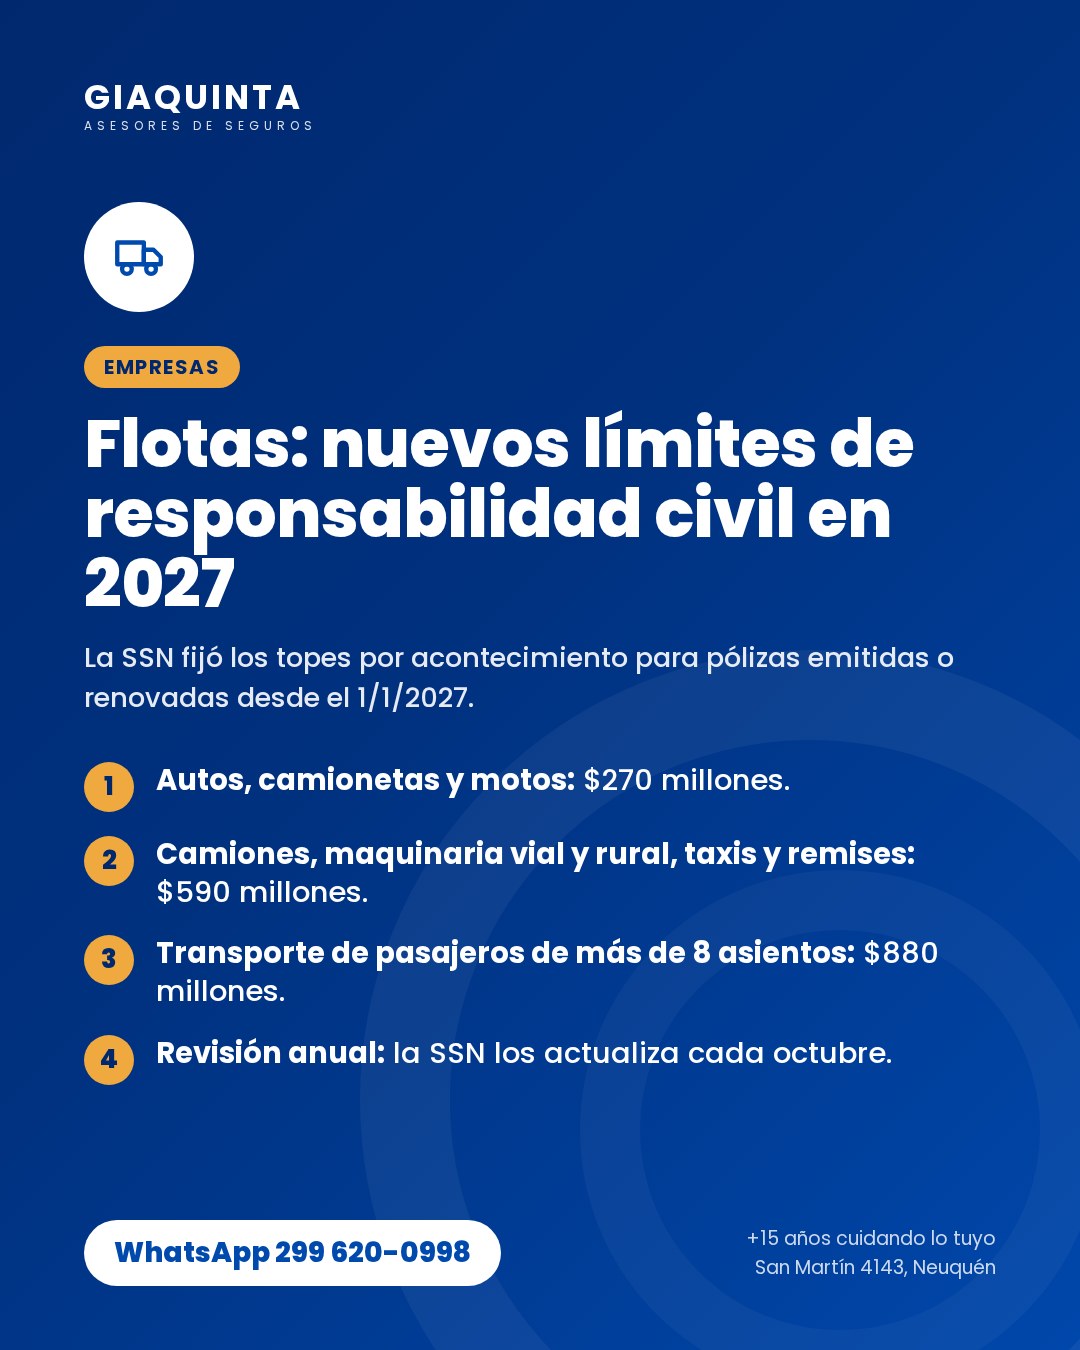 GIAQUINTA
ASESORES DE SEGUROS
EMPRESAS
Flotas: nuevos límites de
responsabilidad civil en
2027
La SSN fijó los topes por acontecimiento para pólizas emitidas o
renovadas desde el 1/1/2027.
1 Autos, camionetas y motos: $270 millones.
2 Camiones, maquinaria vial y rural, taxis y remises:
$590 millones.
3 Transporte de pasajeros de más de 8 asientos: $880
millones.
4 Revisión anual: la SSN los actualiza cada octubre.
WhatsApp 299 620-0998
+15 años cuidando lo tuyo
San Martín 4143, Neuquén